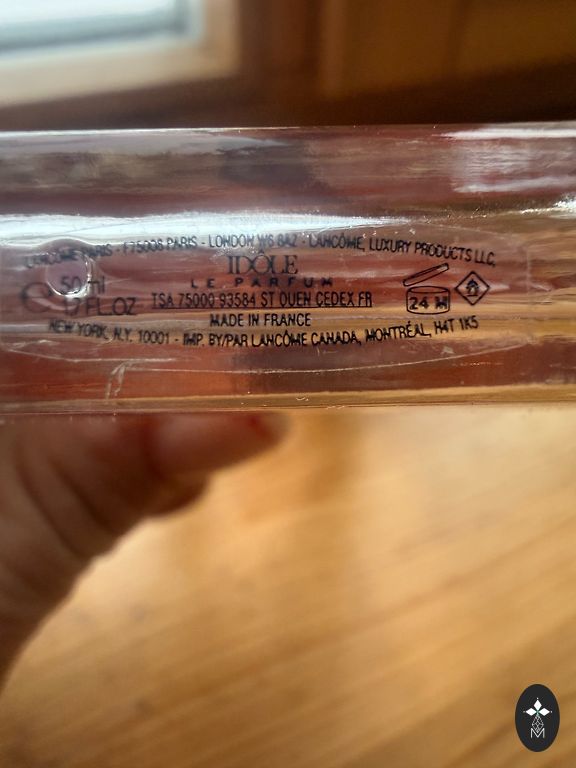 LANCÔME PARIS - F75008 PARIS - LONDON W6 8AZ - LANCÔME, LUXURY PRODUCTS LLC,
IDÔLE
LE PARFUM
50 ml
1,7 FL.OZ
TSA 75000 93584 ST OUEN CEDEX FR
24 M
MADE IN FRANCE
NEW YORK, N.Y. 10001 - IMP. BY/PAR LANCÔME CANADA, MONTRÉAL, H4T 1K5
M